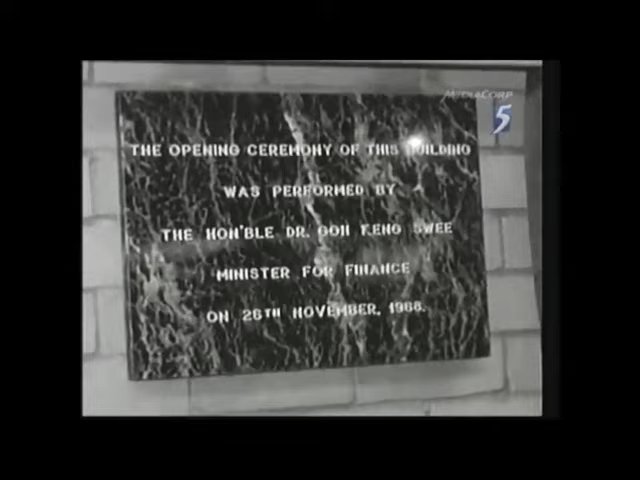 MEDIACORP
5
THE OPENING CEREMONY OF THIS BUILDING
WAS PERFORMED BY
THE HON'BLE DR. GOH KENG SWEE
MINISTER FOR FINANCE
ON 26TH NOVEMBER, 1968.